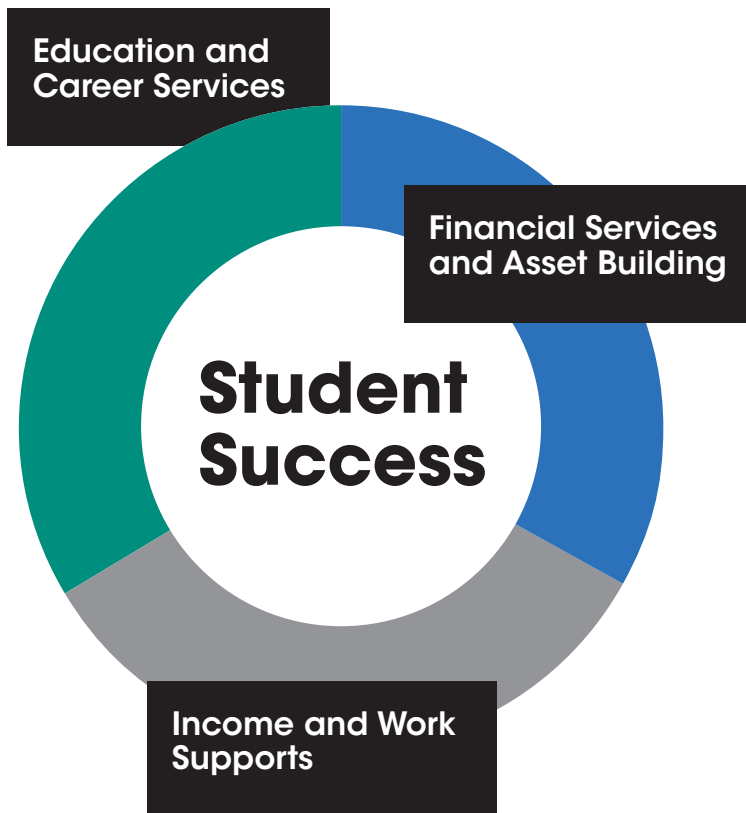 Education and
Career Services
Financial Services
and Asset Building
Student
Success
Income and Work
Supports